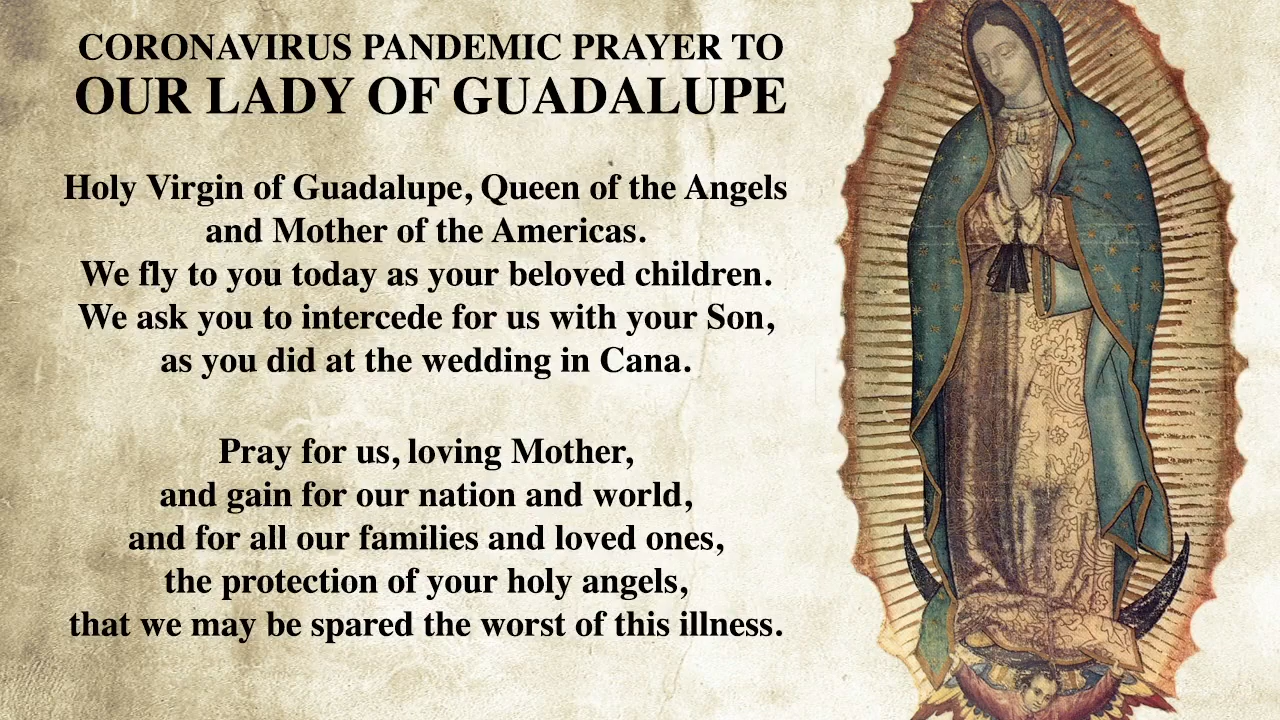 CORONAVIRUS PANDEMIC PRAYER TO
OUR LADY OF GUADALUPE
Holy Virgin of Guadalupe, Queen of the Angels
and Mother of the Americas.
We fly to you today as your beloved children.
We ask you to intercede for us with your Son,
as you did at the wedding in Cana.
Pray for us, loving Mother,
and gain for our nation and world,
and for all our families and loved ones,
the protection of your holy angels,
that we may be spared the worst of this illness.